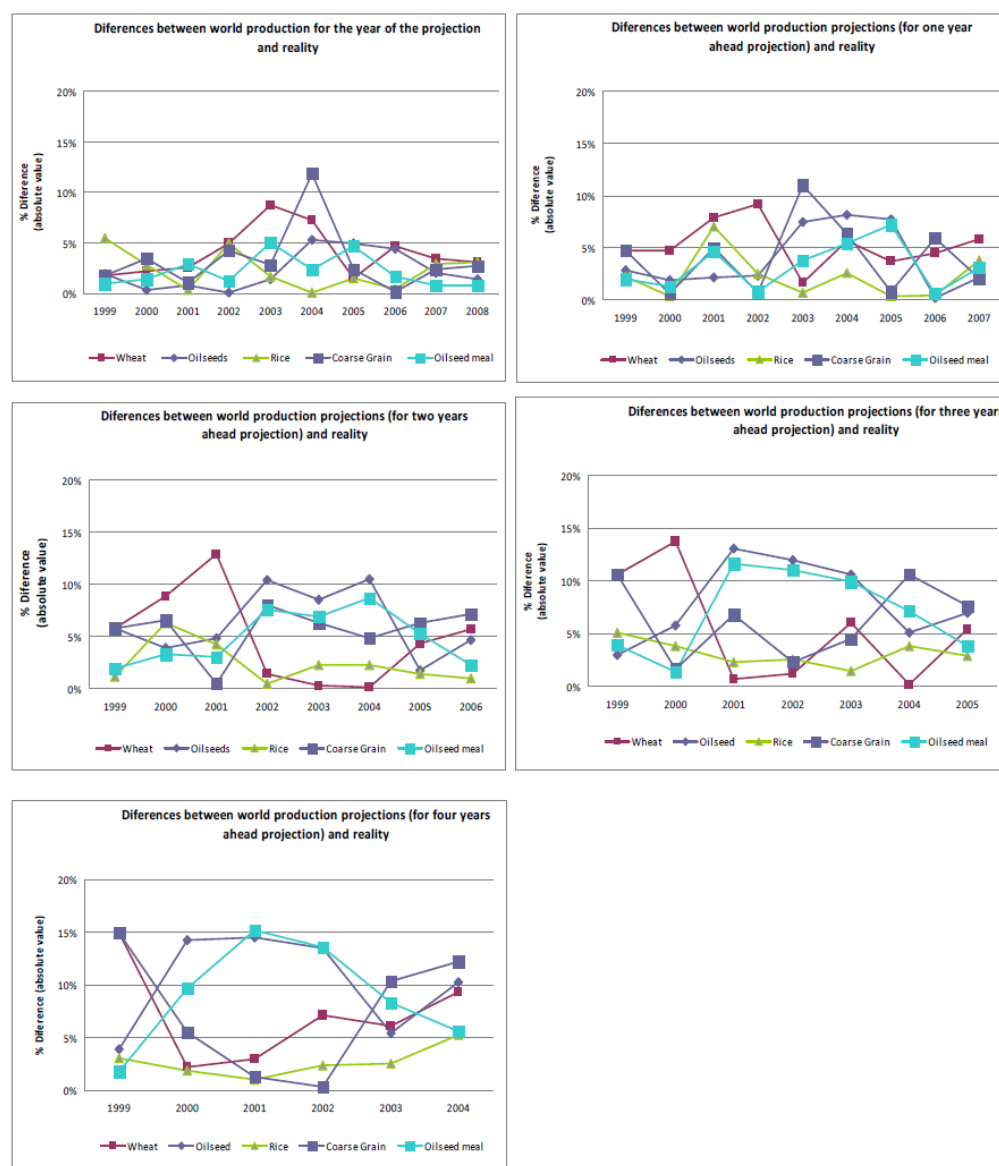 Diferences between world production for the year of the projection
and reality
% Diference
(absolute value)
20%
15%
10%
5%
0%
1999 2000 2001 2002 2003 2004 2005 2006 2007 2008
Wheat Oilseeds Rice Coarse Grain Oilseed meal
Diferences between world production projections (for one year
ahead projection) and reality
% Diference
(absolute value)
20%
15%
10%
5%
0%
1999 2000 2001 2002 2003 2004 2005 2006 2007
Wheat Oilseeds Rice Coarse Grain Oilseed meal
Diferences between world production projections (for two years
ahead projection) and reality
% Diference
(absolute value)
20%
15%
10%
5%
0%
1999 2000 2001 2002 2003 2004 2005 2006
Wheat Oilseeds Rice Coarse Grain Oilseed meal
Diferences between world production projections (for three years
ahead projection) and reality
% Diference
(absolute value)
20%
15%
10%
5%
0%
1999 2000 2001 2002 2003 2004 2005
Wheat Oilseed Rice Coarse Grain Oilseed meal
Diferences between world production projections (for four years
ahead projection) and reality
% Diference (absolute value)
20%
15%
10%
5%
0%
1999 2000 2001 2002 2003 2004
Wheat Oilseed Rice Coarse Grain Oilseed meal